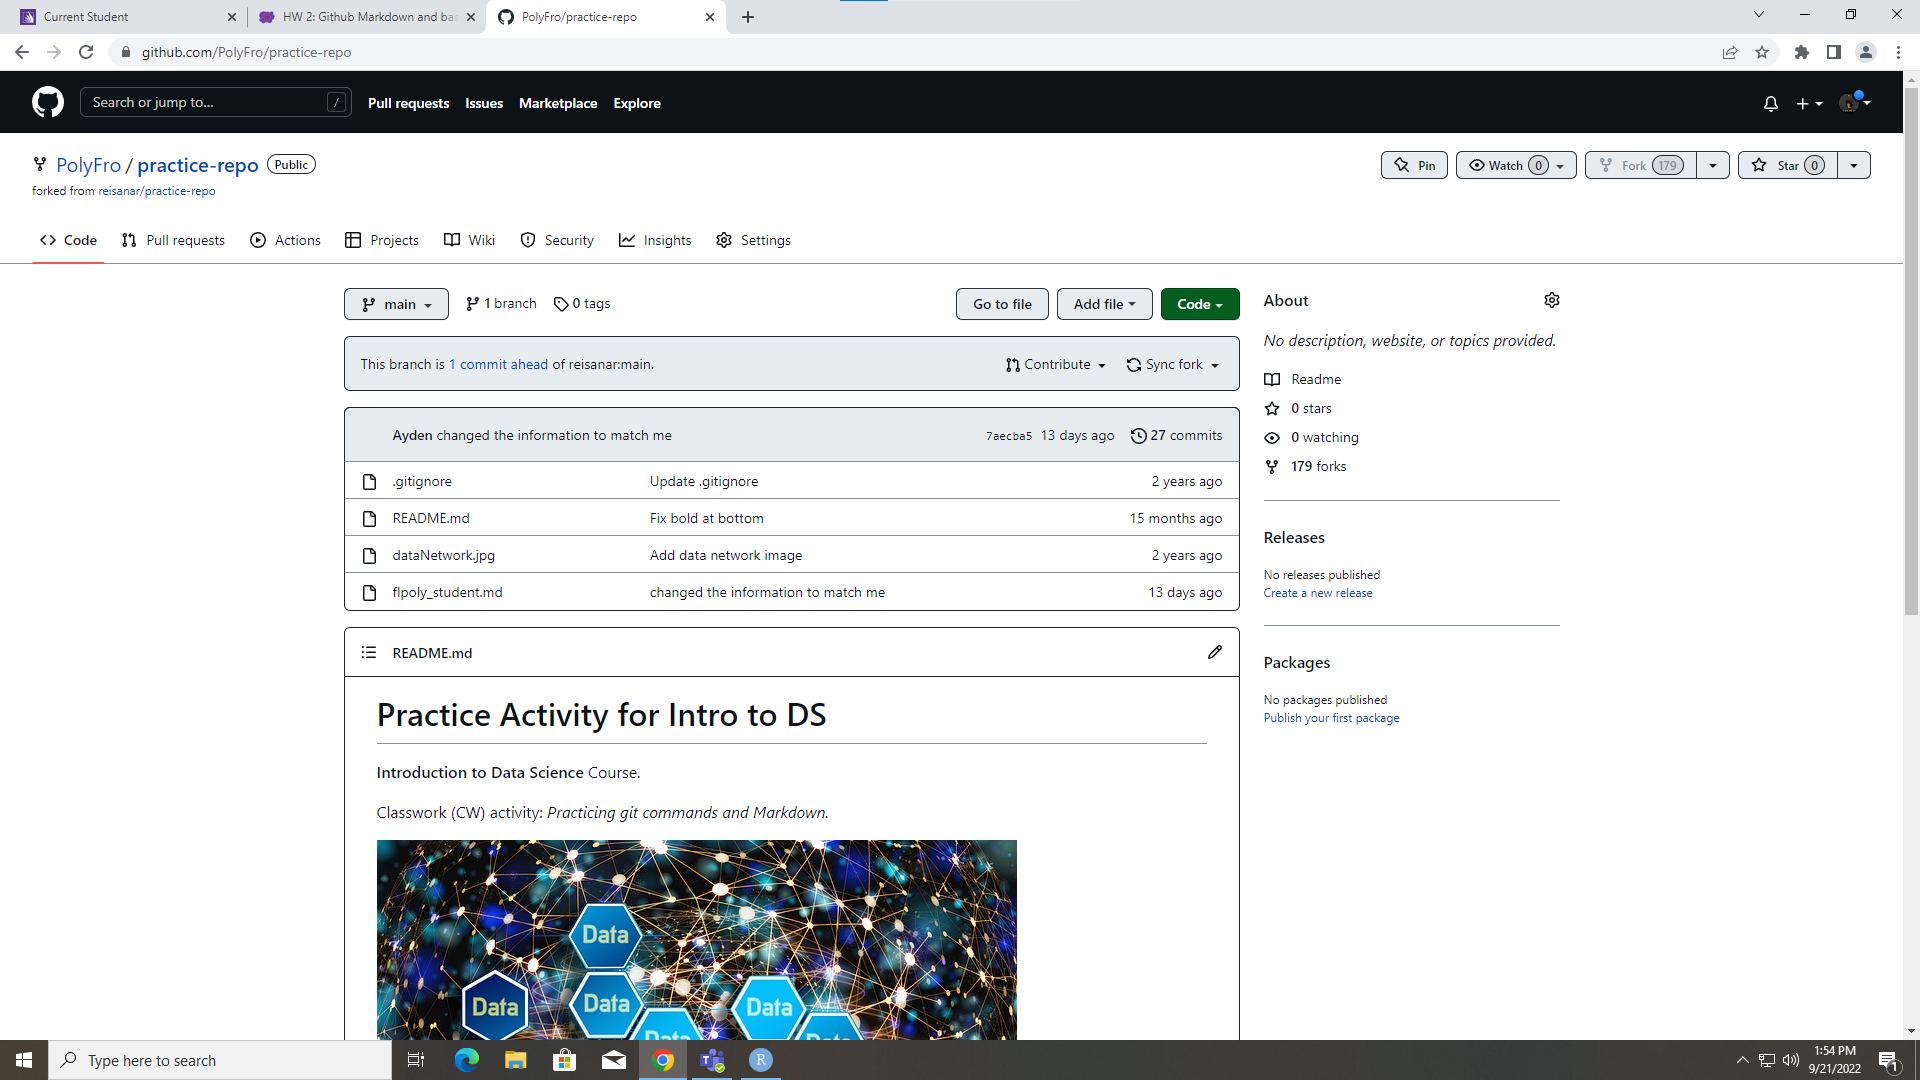 Current Student
HW 2: Github Markdown and bas
PolyFro/practice-repo
github.com/PolyFro/practice-repo
Search or jump to...
/
Pull requests
Issues
Marketplace
Explore
PolyFro / practice-repo
Public
forked from reisanar/practice-repo
Pin
Watch 0
Fork 179
Star 0
Code
Pull requests
Actions
Projects
Wiki
Security
Insights
Settings
main
1 branch
0 tags
Go to file
Add file
Code
This branch is 1 commit ahead of reisanar:main.
Contribute
Sync fork
Ayden changed the information to match me
7aecba5 13 days ago
27 commits
.gitignore
Update .gitignore
2 years ago
README.md
Fix bold at bottom
15 months ago
dataNetwork.jpg
Add data network image
2 years ago
flpoly_student.md
changed the information to match me
13 days ago
README.md
Practice Activity for Intro to DS
Introduction to Data Science Course.
Classwork (CW) activity: Practicing git commands and Markdown.
Data
Data
Data
Data
Data
Data
About
No description, website, or topics provided.
Readme
0 stars
0 watching
179 forks
Releases
No releases published
Create a new release
Packages
No packages published
Publish your first package
Type here to search
R
1:54 PM
9/21/2022
1